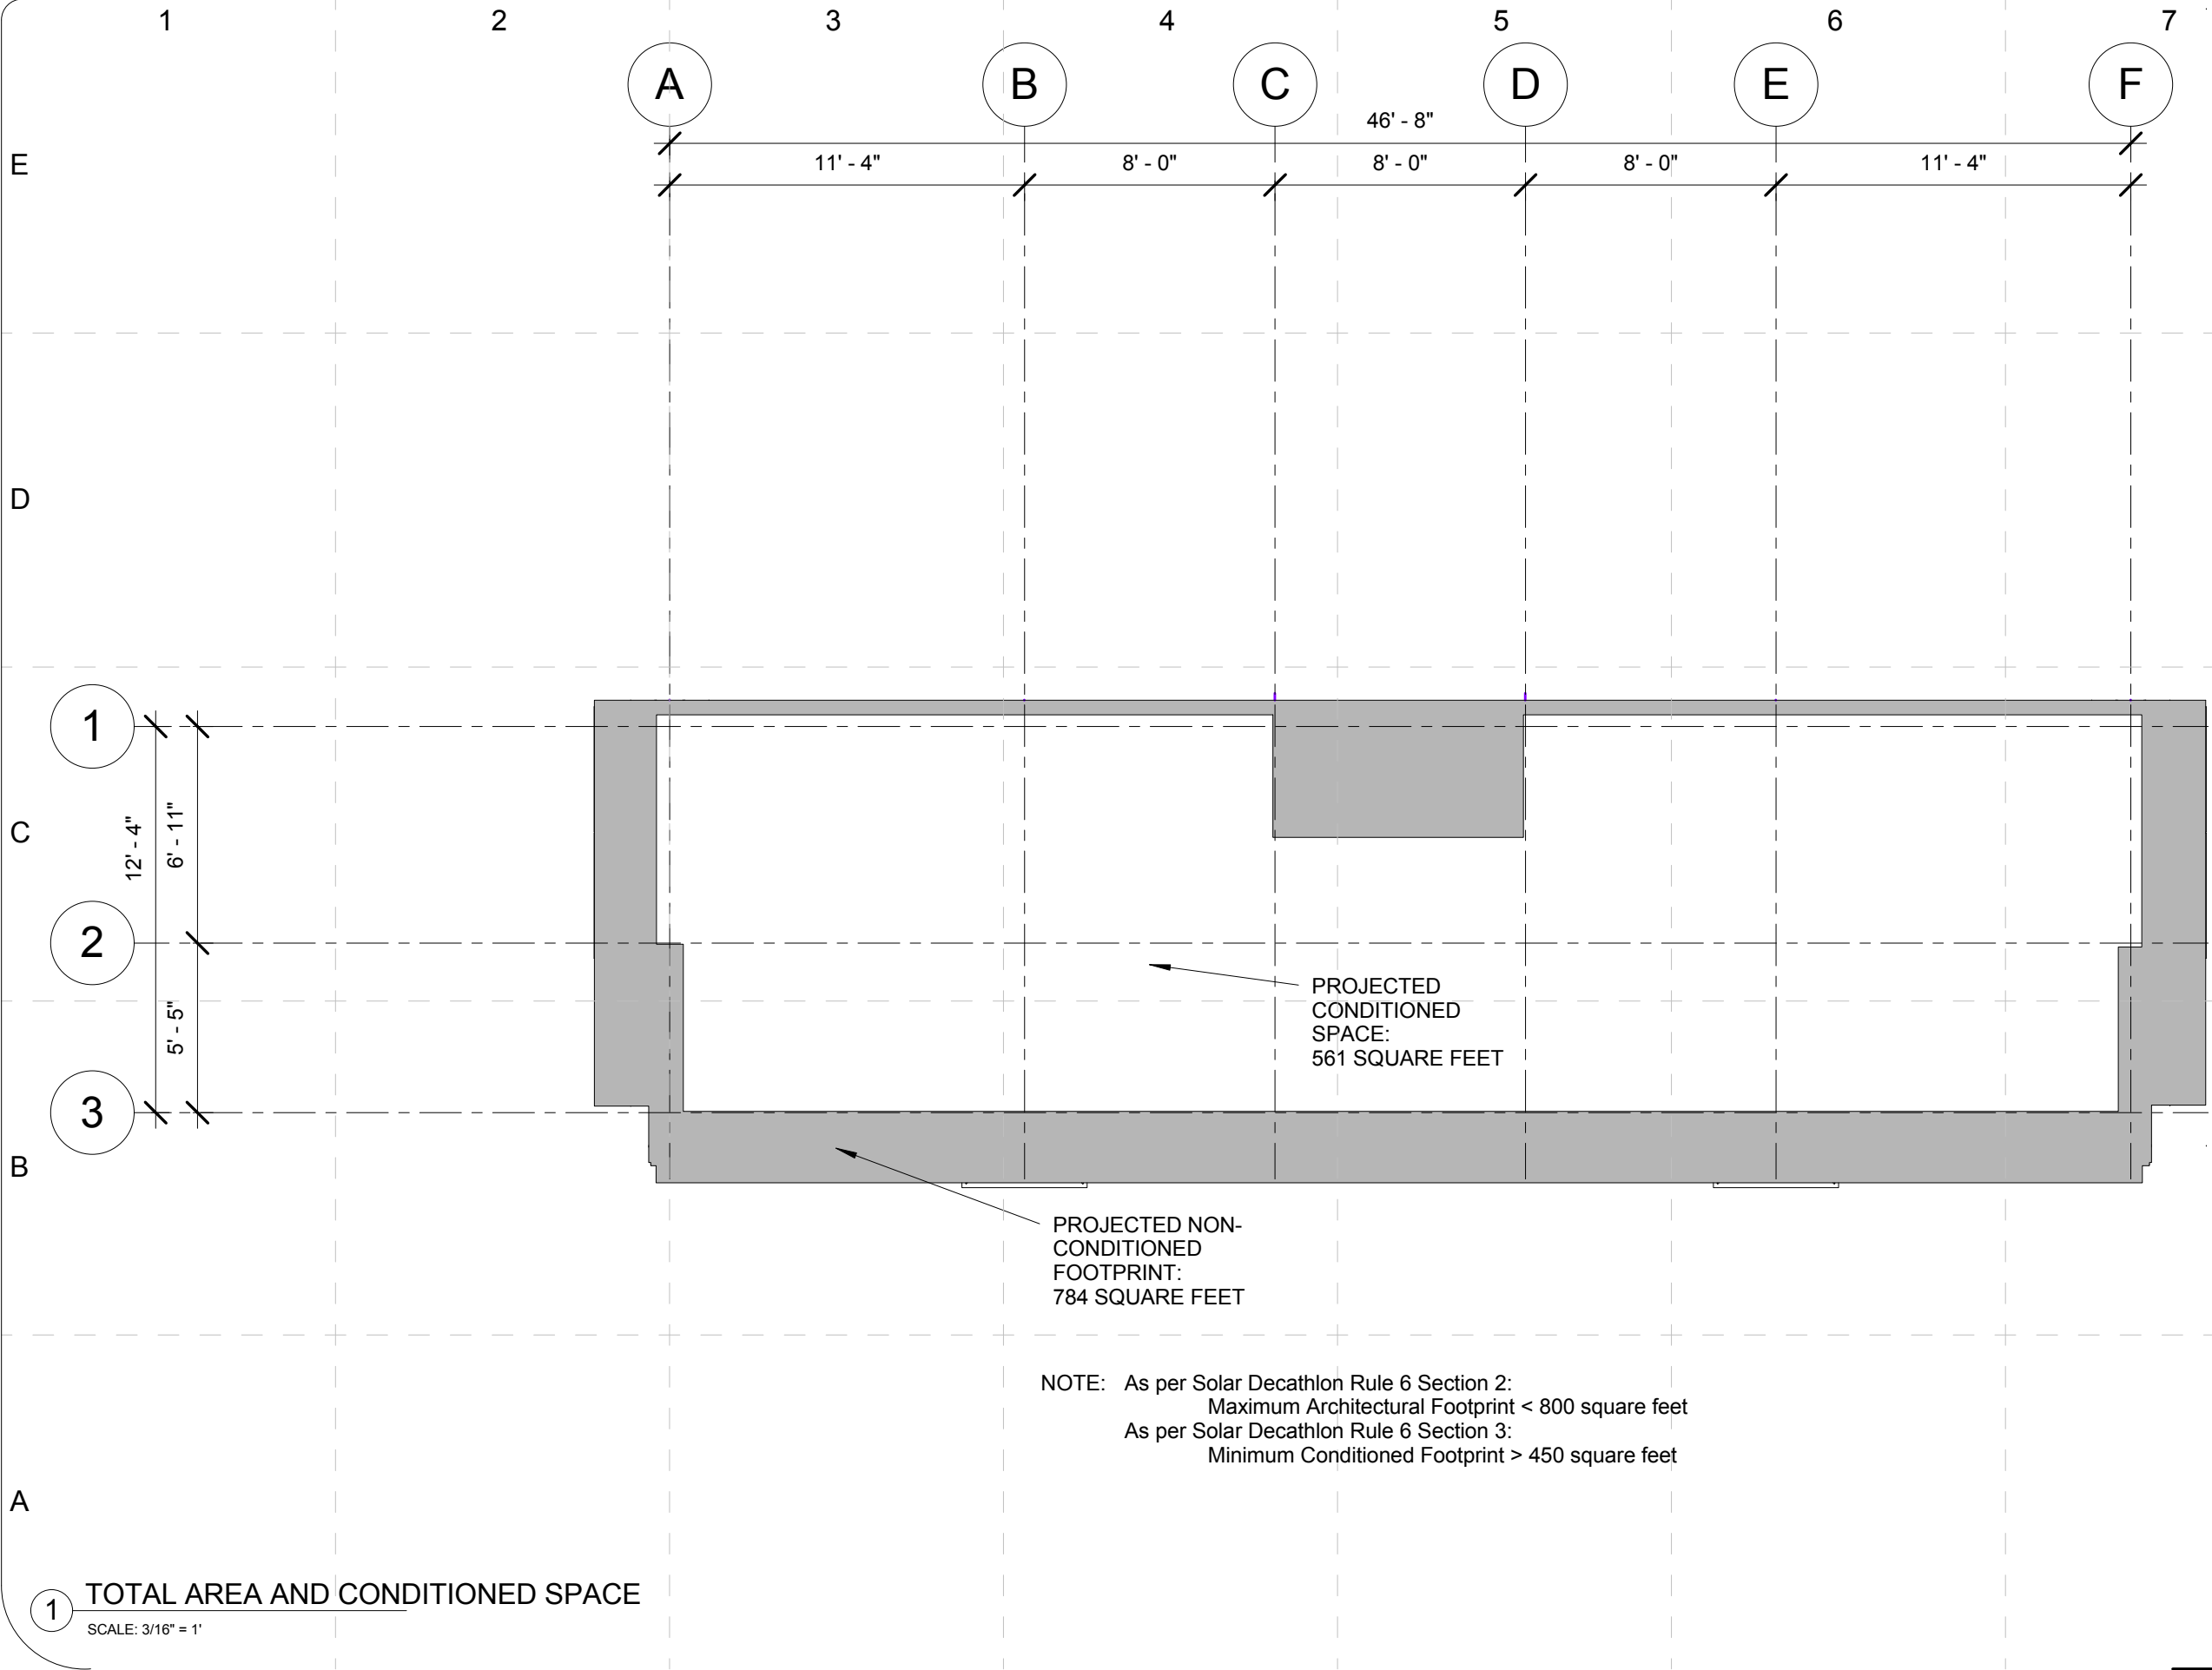 1 2 3 4 5 6 7
A B C D E F
46' - 8"
11' - 4" 8' - 0" 8' - 0" 8' - 0" 11' - 4"
E
D
C
B
A
1
2
3
12' - 4"
6' - 11"
5' - 5"
PROJECTED
CONDITIONED
SPACE:
561 SQUARE FEET
PROJECTED NON-
CONDITIONED
FOOTPRINT:
784 SQUARE FEET
NOTE: As per Solar Decathlon Rule 6 Section 2:
Maximum Architectural Footprint < 800 square feet
As per Solar Decathlon Rule 6 Section 3:
Minimum Conditioned Footprint > 450 square feet
1 TOTAL AREA AND CONDITIONED SPACE
SCALE: 3/16" = 1'